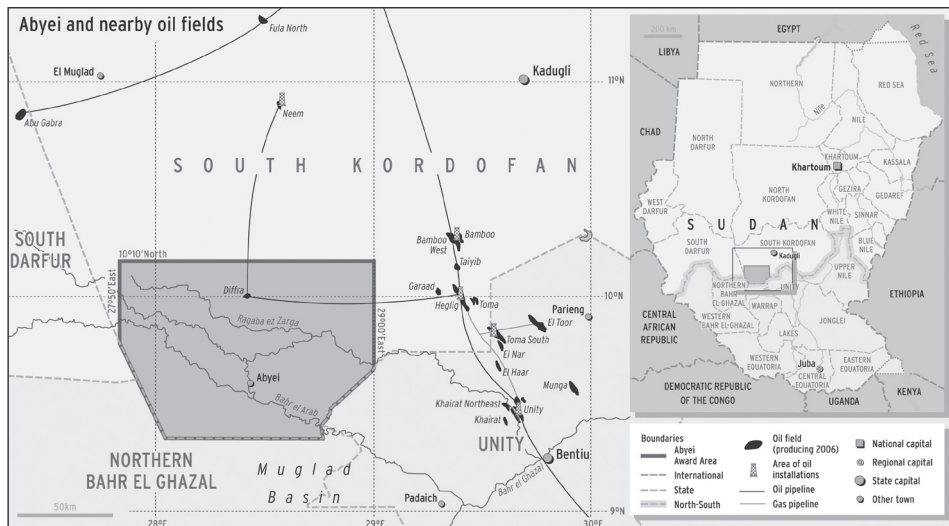 Abyei and nearby oil fields
Fula North
El Muglad
Kadugli
11°N
Abu Gabra
Neem
SOUTH KORDOFAN
SOUTH
DARFUR
Bamboo
West
Bamboo
Taiyib
10°10'North
27°50'East
29°00'East
Diffra
Garaad
Heglig
Toma
10°N
Parieng
El Toor
Toma South
El Nar
El Haar
Ragaba ez Zarga
Abyei
Bahr el Arab
Munga
Khairat Northeast
Unity
Khairat
UNITY
NORTHERN
BAHR EL GHAZAL
Muglad
Basin
Bentiu
Bahr el Ghazal
Padaich
50km
28°E
29°E
30°E
9°N
200 km
EGYPT
LIBYA
Red
Sea
NORTHERN
RED SEA
Nile
NILE
CHAD
NORTH
DARFUR
KHARTOUM
Khartoum
KASSALA
GEZIRA
GEDAREF
NORTH
KORDOFAN
WEST
DARFUR
WHITE
NILE
SINNAR
SUDAN
BLUE
NILE
SOUTH
DARFUR
SOUTH KORDOFAN
Kadugli
UPPER
NILE
UNITY
NORTHERN
BAHR
EL-GHAZAL
WARRAP
ETHIOPIA
CENTRAL
AFRICAN
REPUBLIC
WESTERN
BAHR EL-GHAZAL
JONGLEI
LAKES
WESTERN
EQUATORIA
Juba
CENTRAL
EQUATORIA
EASTERN
EQUATORIA
DEMOCRATIC REPUBLIC
OF THE CONGO
UGANDA
KENYA
Boundaries
Abyei
Award Area
International
State
North-South
Oil field
(producing 2006)
Area of oil
installations
Oil pipeline
Gas pipeline
National capital
Regional capital
State capital
Other town